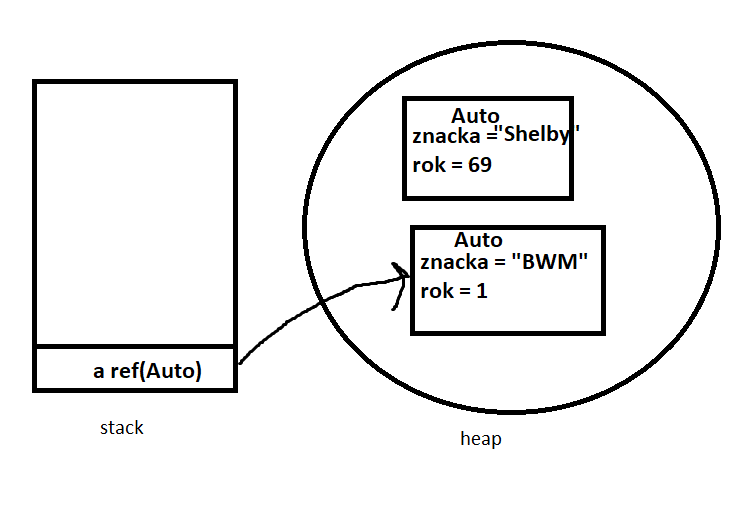 Auto
znacka ="Shelby"
rok = 69
Auto
znacka = "BWM"
rok = 1
a ref(Auto)
stack
heap